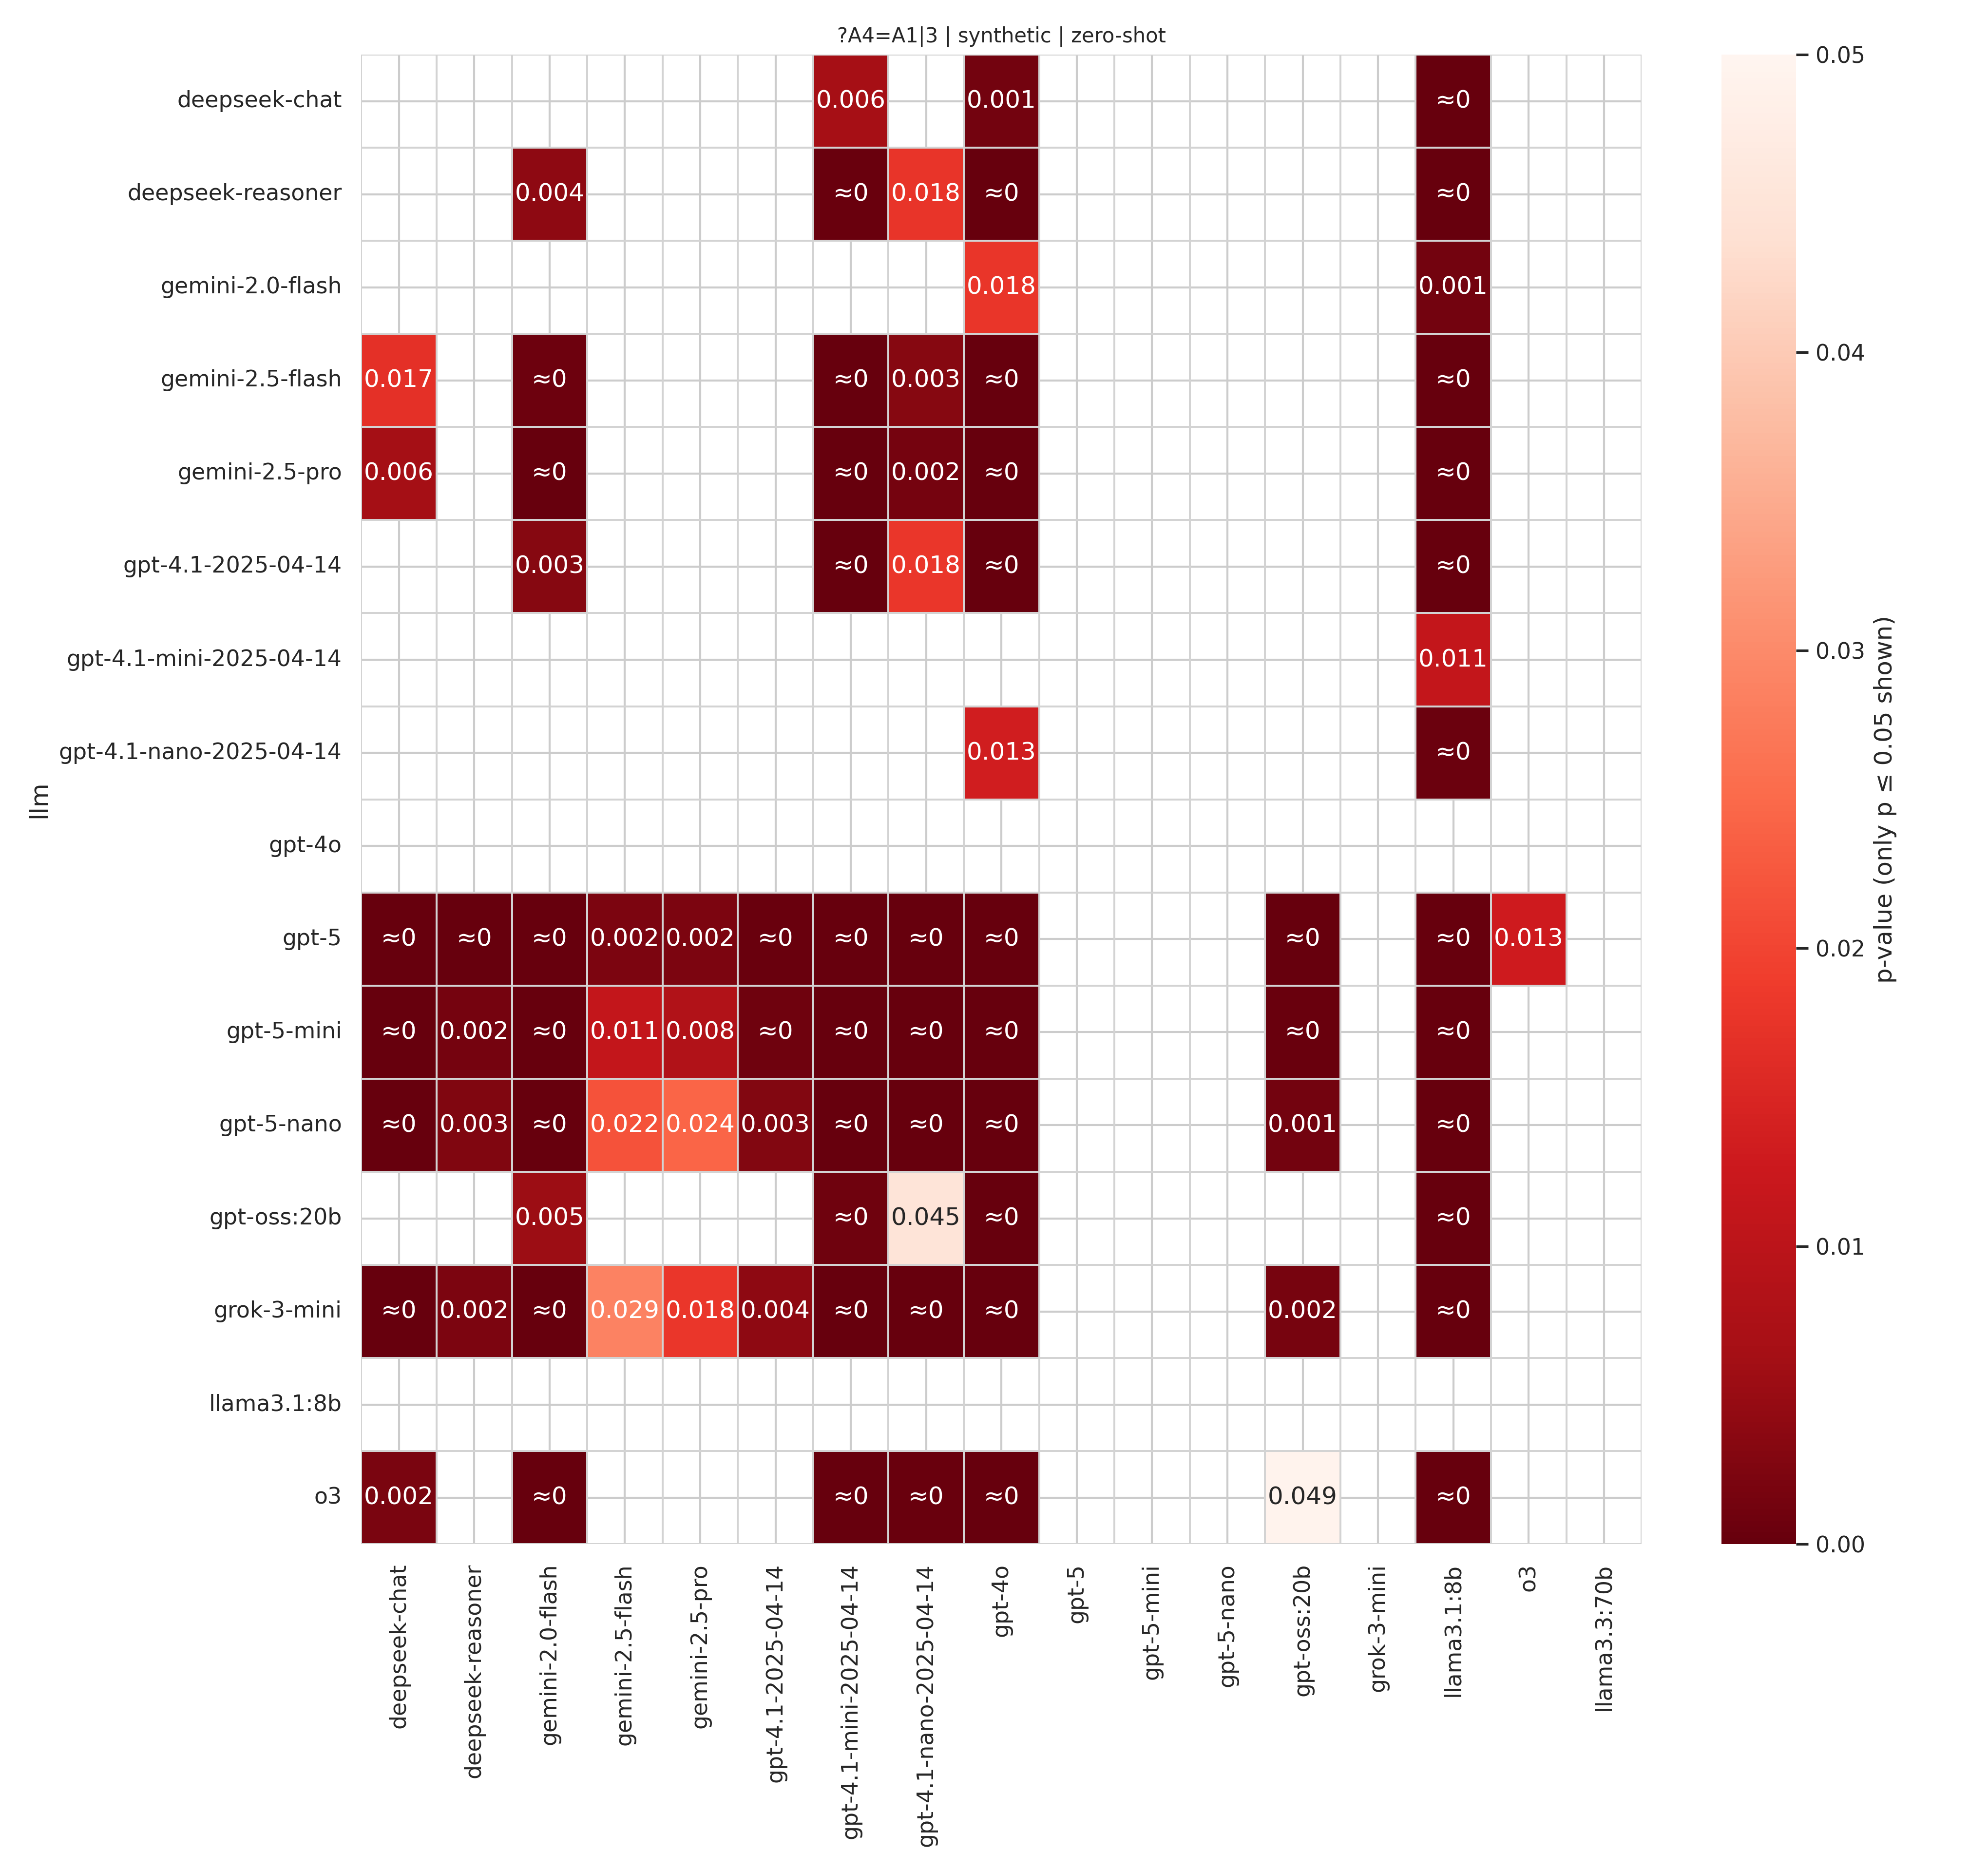 ?A4=A1|3 | synthetic | zero-shot
deepseek-chat 0.006 0.001 ≈0
deepseek-reasoner 0.004 ≈0 0.018 ≈0 ≈0
gemini-2.0-flash 0.018 0.001
gemini-2.5-flash 0.017 ≈0 ≈0 0.003 ≈0 ≈0
gemini-2.5-pro 0.006 ≈0 ≈0 0.002 ≈0 ≈0
gpt-4.1-2025-04-14 0.003 ≈0 0.018 ≈0 ≈0
gpt-4.1-mini-2025-04-14 0.011
gpt-4.1-nano-2025-04-14 0.013 ≈0
gpt-4o
gpt-5 ≈0 ≈0 ≈0 0.002 0.002 ≈0 ≈0 ≈0 ≈0 ≈0 ≈0 0.013
gpt-5-mini ≈0 0.002 ≈0 0.011 0.008 ≈0 ≈0 ≈0 ≈0 ≈0 ≈0
gpt-5-nano ≈0 0.003 ≈0 0.022 0.024 0.003 ≈0 ≈0 ≈0 0.001 ≈0
gpt-oss:20b 0.005 ≈0 0.045 ≈0 ≈0
grok-3-mini ≈0 0.002 ≈0 0.029 0.018 0.004 ≈0 ≈0 ≈0 0.002 ≈0
llama3.1:8b
o3 0.002 ≈0 ≈0 ≈0 ≈0 0.049 ≈0
llm
deepseek-chat
deepseek-reasoner
gemini-2.0-flash
gemini-2.5-flash
gemini-2.5-pro
gpt-4.1-2025-04-14
gpt-4.1-mini-2025-04-14
gpt-4.1-nano-2025-04-14
gpt-4o
gpt-5
gpt-5-mini
gpt-5-nano
gpt-oss:20b
grok-3-mini
llama3.1:8b
o3
llama3.3:70b
0.05
0.04
0.03
0.02
0.01
0.00
p-value (only p ≤ 0.05 shown)